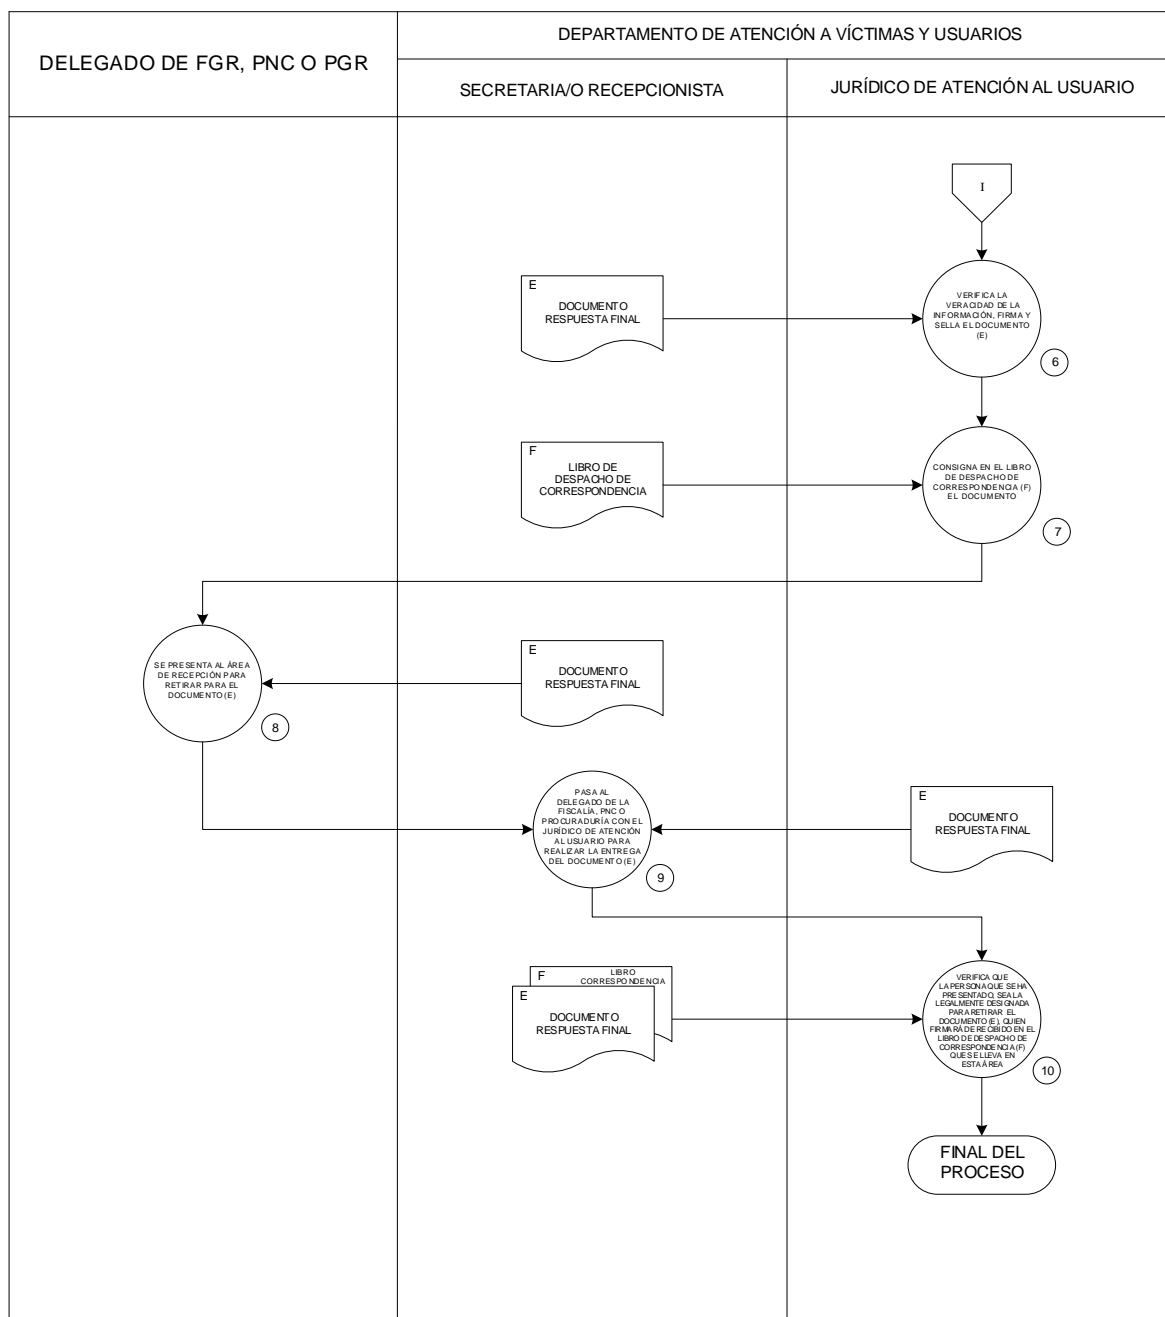 DELEGADO DE FGR, PNC O PGR
DEPARTAMENTO DE ATENCIÓN A VÍCTIMAS Y USUARIOS
SECRETARIA/O RECEPCIONISTA
JURÍDICO DE ATENCIÓN AL USUARIO
I
E
DOCUMENTO
RESPUESTA FINAL
VERIFICA LA
VERACIDAD DE LA
INFORMACIÓN, FIRMA Y
SELLA EL DOCUMENTO
(E)
6
F
LIBRO DE
DESPACHO DE
CORRESPONDENCIA
CONSIGNA EN EL LIBRO
DE DESPACHO DE
CORRESPONDENCIA (F)
EL DOCUMENTO
7
SE PRESENTA AL ÁREA
DE RECEPCIÓN PARA
RETIRAR PARA EL
DOCUMENTO (E)
8
E
DOCUMENTO
RESPUESTA FINAL
PASA AL
DELEGADO DE LA
FISCALÍA, PNC O
PROCURADURÍA CON EL
JURÍDICO DE ATENCIÓN
AL USUARIO PARA
REALIZAR LA ENTREGA
DEL DOCUMENTO (E)
9
E
DOCUMENTO
RESPUESTA FINAL
F
LIBRO
CORRESPONDENCIA
E
DOCUMENTO
RESPUESTA FINAL
VERIFICA QUE
LA PERSONA QUE SE HA
PRESENTADO, SEA LA
LEGALMENTE DESIGNADA
PARA RETIRAR EL
DOCUMENTO (E), QUIEN
FIRMARÁ DE RECIBIDO EN EL
LIBRO DE DESPACHO DE
CORRESPONDENCIA (F)
QUE SE LLEVA EN
ESTA ÁREA
10
FINAL DEL
PROCESO